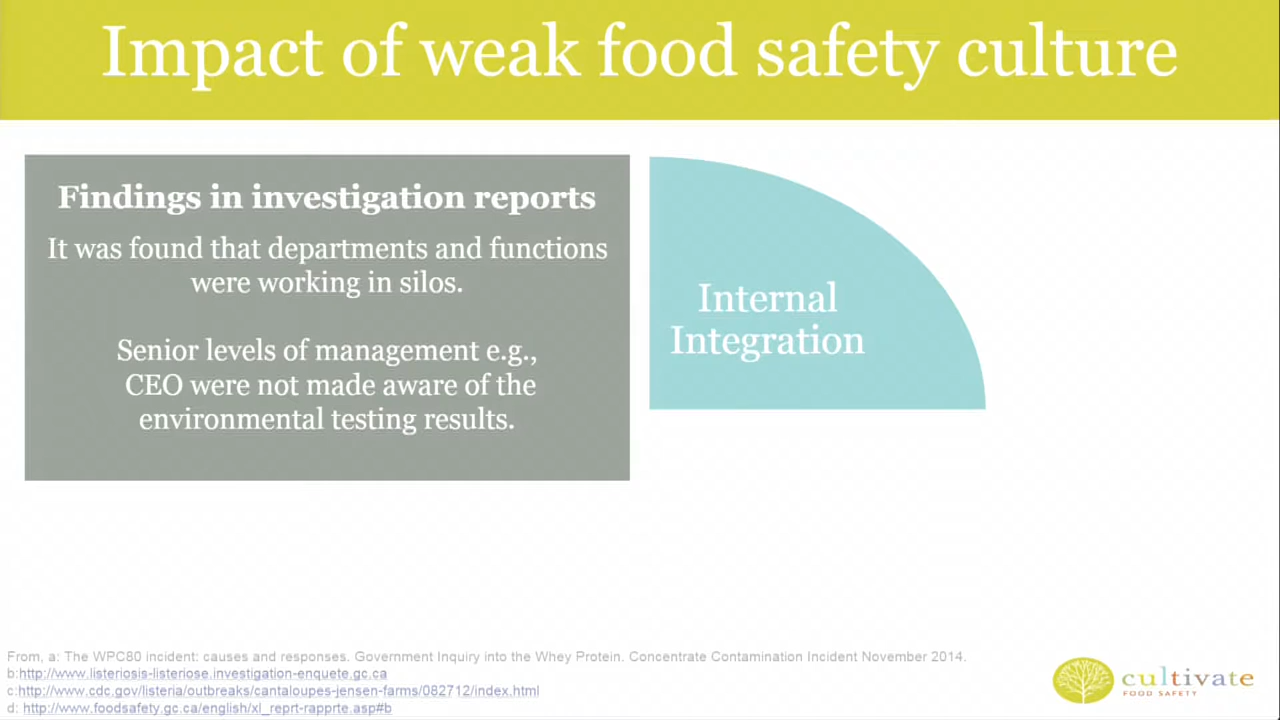 Impact of weak food safety culture
Findings in investigation reports
It was found that departments and functions
were working in silos.
Senior levels of management e.g.,
CEO were not made aware of the
environmental testing results.
Internal
Integration
From, a: The WPC80 incident: causes and responses. Government Inquiry into the Whey Protein. Concentrate Contamination Incident November 2014.
b:http://www.listeriosis-listeriose.investigation-enquete.gc.ca
c:http://www.cdc.gov/listeria/outbreaks/cantaloupes-jensen-farms/082712/index.html
d: http://www.foodsafety.gc.ca/english/xl_reprt-rapprte.asp#b
cultivate
FOOD SAFETY